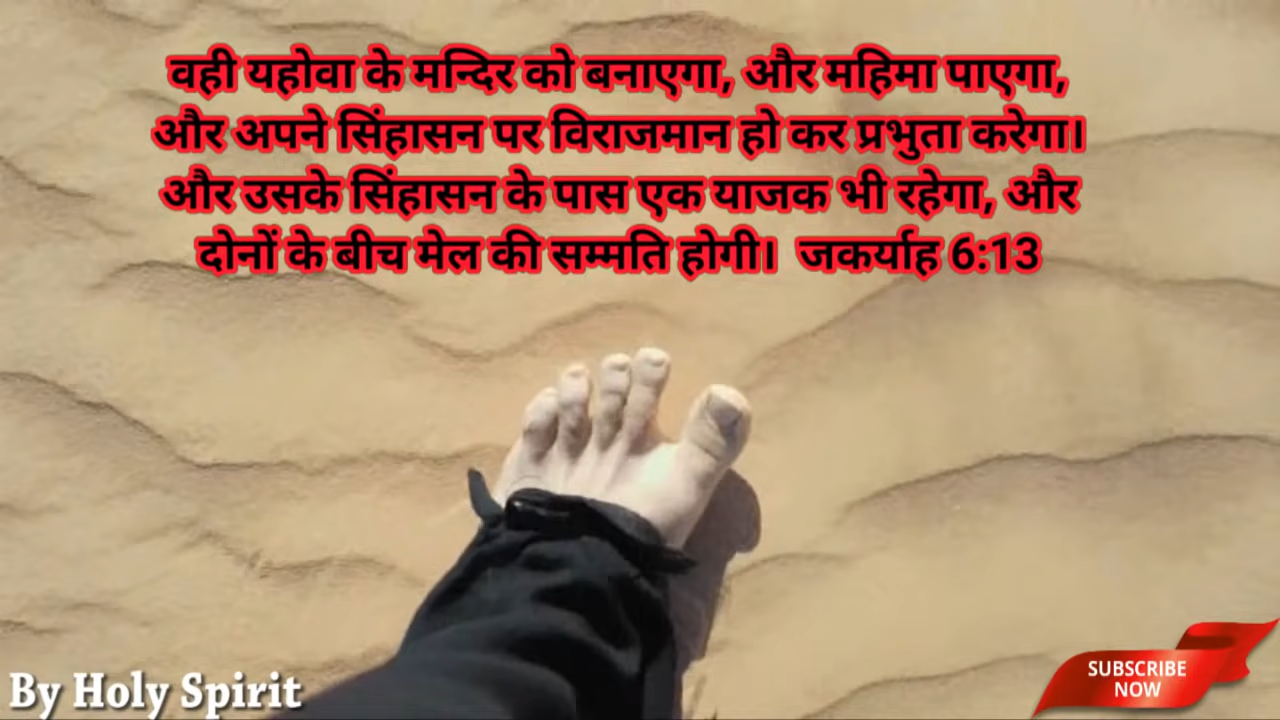 वही यहोवा के मन्दिर को बनाएगा, और महिमा पाएगा,
और अपने सिंहासन पर विराजमान हो कर प्रभुता करेगा।
और उसके सिंहासन के पास एक याजक भी रहेगा, और
दोनों के बीच मेल की सम्मति होगी। जकर्याह 6:13
By Holy Spirit
SUBSCRIBE
NOW